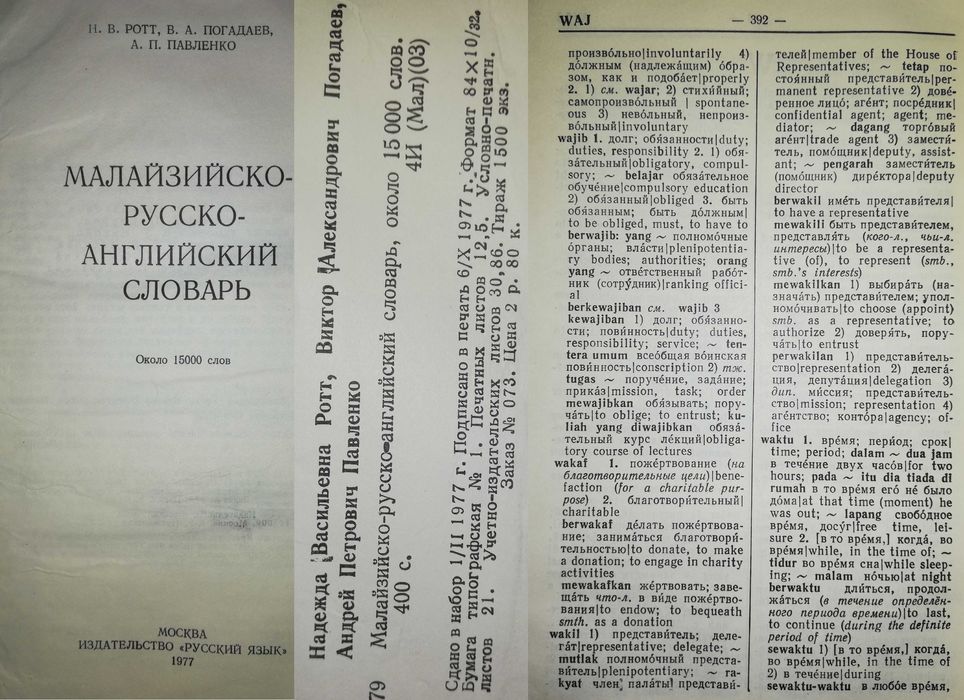 Н. В. РОТТ, В. А. ПОГАДАЕВ,
А. П. ПАВЛЕНКО
МАЛАЙЗИЙСКО-
РУССКО-
АНГЛИЙСКИЙ
СЛОВАРЬ
Около 15000 слов
МОСКВА
ИЗДАТЕЛЬСТВО «РУССКИЙ ЯЗЫК»
1977
Надежда Васильевна Ротт, Виктор Александрович Погадаев,
Андрей Петрович Павленко
Малайзийско-русско-английский словарь, около 15 000 слов.
400 с.
4И (Мал)(03)
79
Сдано в набор 1/II 1977 г. Подписано в печать 6/X 1977 г. Формат 84×10/32.
Бумага типографская № 1. Печатных листов 12,5. Условно-печатн.
листов 21. Учетно-издательских листов 30,86. Тираж 1500 экз.
Заказ № 073. Цена 2 р. 80 к.
WAJ
— 392 —
произво́льно|involuntarily 4)
до́лжным (надлежа́щим) о́бра-
зом, как и подоба́ет|properly
2. 1) см. wajar; 2) стихи́йный;
самопроизво́льный | spontane-
ous 3) нево́льный, непроиз-
во́льный|involuntary
wajib 1. долг; обя́занности|duty;
duties, responsibility 2. 1) обя-
за́тельный|obligatory, compul-
sory; ~ belajar обяза́тельное
обуче́ние|compulsory education
2) обя́занный|obliged 3. быть
обя́занным; быть до́лжным|
to be obliged, must, to have to
berwajib: yang ~ полномо́чные
о́рганы; вла́сти|plenipotentia-
ry bodies; authorities; orang
yang ~ отве́тственный рабо́т-
ник (сотру́дник)|ranking offici-
al
berkewajiban см. wajib 3
kewajiban 1) долг; обя́занно-
сти; пови́нность|duty; duties,
responsibility; service; ~ ten-
tera umum всео́бщая во́инская
пови́нность|conscription 2) тж.
tugas ~ поруче́ние, зада́ние;
прика́з|mission, task; order
mewajibkan обя́зывать; пору-
ча́ть|to oblige; to entrust; ku-
liah yang diwajibkan обяза́-
тельный курс ле́кций|obliga-
tory course of lectures
wakaf 1. поже́ртвование (на
благотвори́тельные це́ли)|bene-
faction (for a charitable pur-
pose) 2. благотвори́тельный|
charitable
berwakaf де́лать поже́ртвова-
ние; занима́ться благотвори́-
тельностью|to donate, to make
a donation; to engage in charity
activities
mewakafkan же́ртвовать; заве-
ща́ть что-л. в ви́де поже́ртво-
вания|to endow; to bequeath
smth. as a donation
wakil 1) представи́тель; деле-
га́т|representative; delegate; ~
mutlak полномо́чный предста-
ви́тель|plenipotentiary; ~ ra-
kyat член пала́ты представи́-
телей|member of the House of
Representatives; ~ tetap по-
стоя́нный представи́тель|per-
manent representative 2) дове́-
ренное лицо́; аге́нт; посре́дник|
confidential agent; agent; me-
diator; ~ dagang торго́вый
аге́нт|trade agent 3) замести́-
тель, помо́щник|deputy, assist-
ant; ~ pengarah замести́тель
(помо́щник) дире́ктора|deputy
director
berwakil име́ть представи́теля|
to have a representative
mewakili быть представи́телем,
представля́ть (кого-л., чьи-л.
интере́сы)|to be a representa-
tive (of), to represent (smb.,
smb.'s interests)
mewakilkan 1) выбира́ть (на-
знача́ть) представи́телем; упол-
номо́чивать|to choose (appoint)
smb. as a representative; to
authorize 2) доверя́ть, пору-
ча́ть|to entrust
perwakilan 1) представи́тель-
ство|representation 2) делега́-
ция, депута́ция|delegation 3)
дип. ми́ссия; представи́тель-
ство|mission; representation 4)
аге́нтство; конто́ра|agency; of-
fice
waktu 1. вре́мя; пери́од; срок|
time; period; dalam ~ dua jam
в тече́ние двух часо́в|for two
hours; pada ~ itu dia tiada di
rumah в то вре́мя его́ не́ было
до́ма|at that time (moment) he
was out; ~ lapang свобо́дное
вре́мя, досу́г|free time, lei-
sure 2. [в то вре́мя,] когда́, во
вре́мя|while, in the time of; ~
tidur во вре́мя сна|while sleep-
ing; ~ malam но́чью|at night
berwaktu дли́ться, продол-
жа́ться (в тече́ние определён-
ного пери́ода вре́мени)|to last,
to continue (during the definite
period of time)
sewaktu 1) [в то вре́мя,] когда́,
во вре́мя|while, in the time of
2) в тече́ние|during
sewaktu-waktu в любо́е вре́мя,